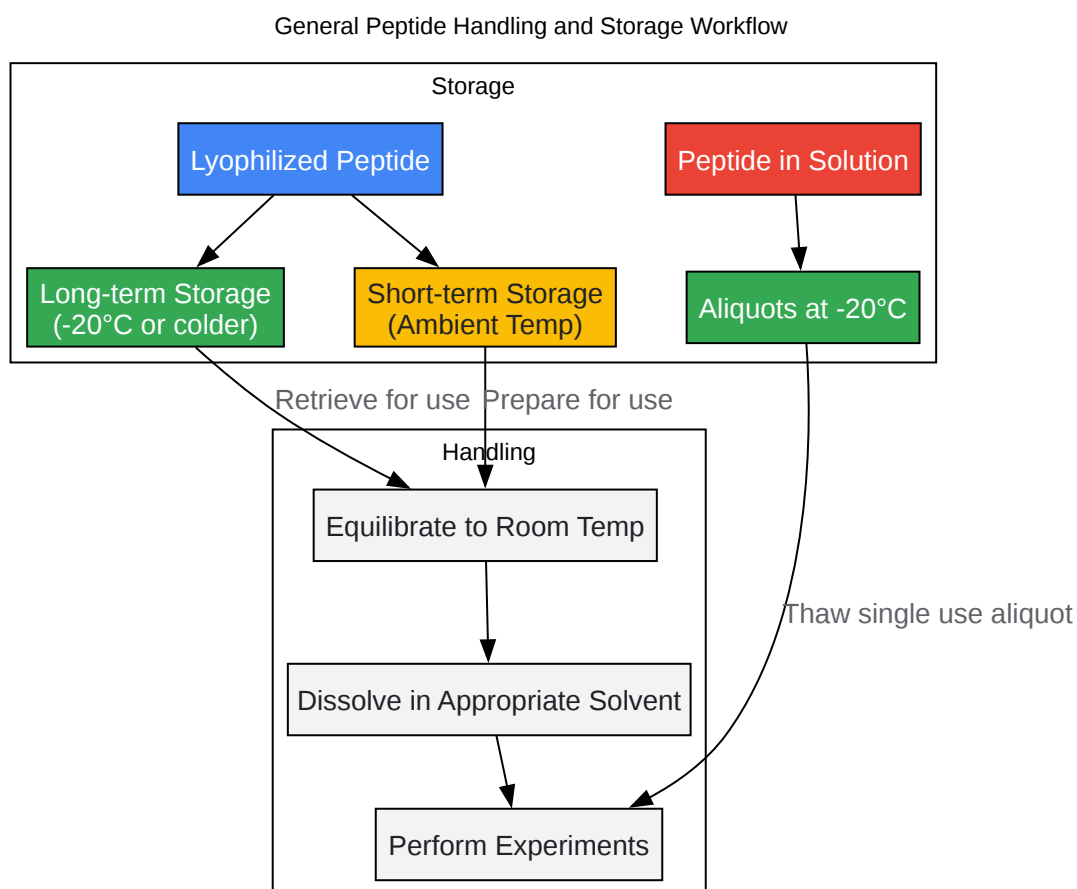 General Peptide Handling and Storage Workflow
Storage
Lyophilized Peptide
Peptide in Solution
Long-term Storage
(-20°C or colder)
Short-term Storage
(Ambient Temp)
Aliquots at -20°C
Retrieve for use
Prepare for use
Handling
Equilibrate to Room Temp
Thaw single use aliquot
Dissolve in Appropriate Solvent
Perform Experiments